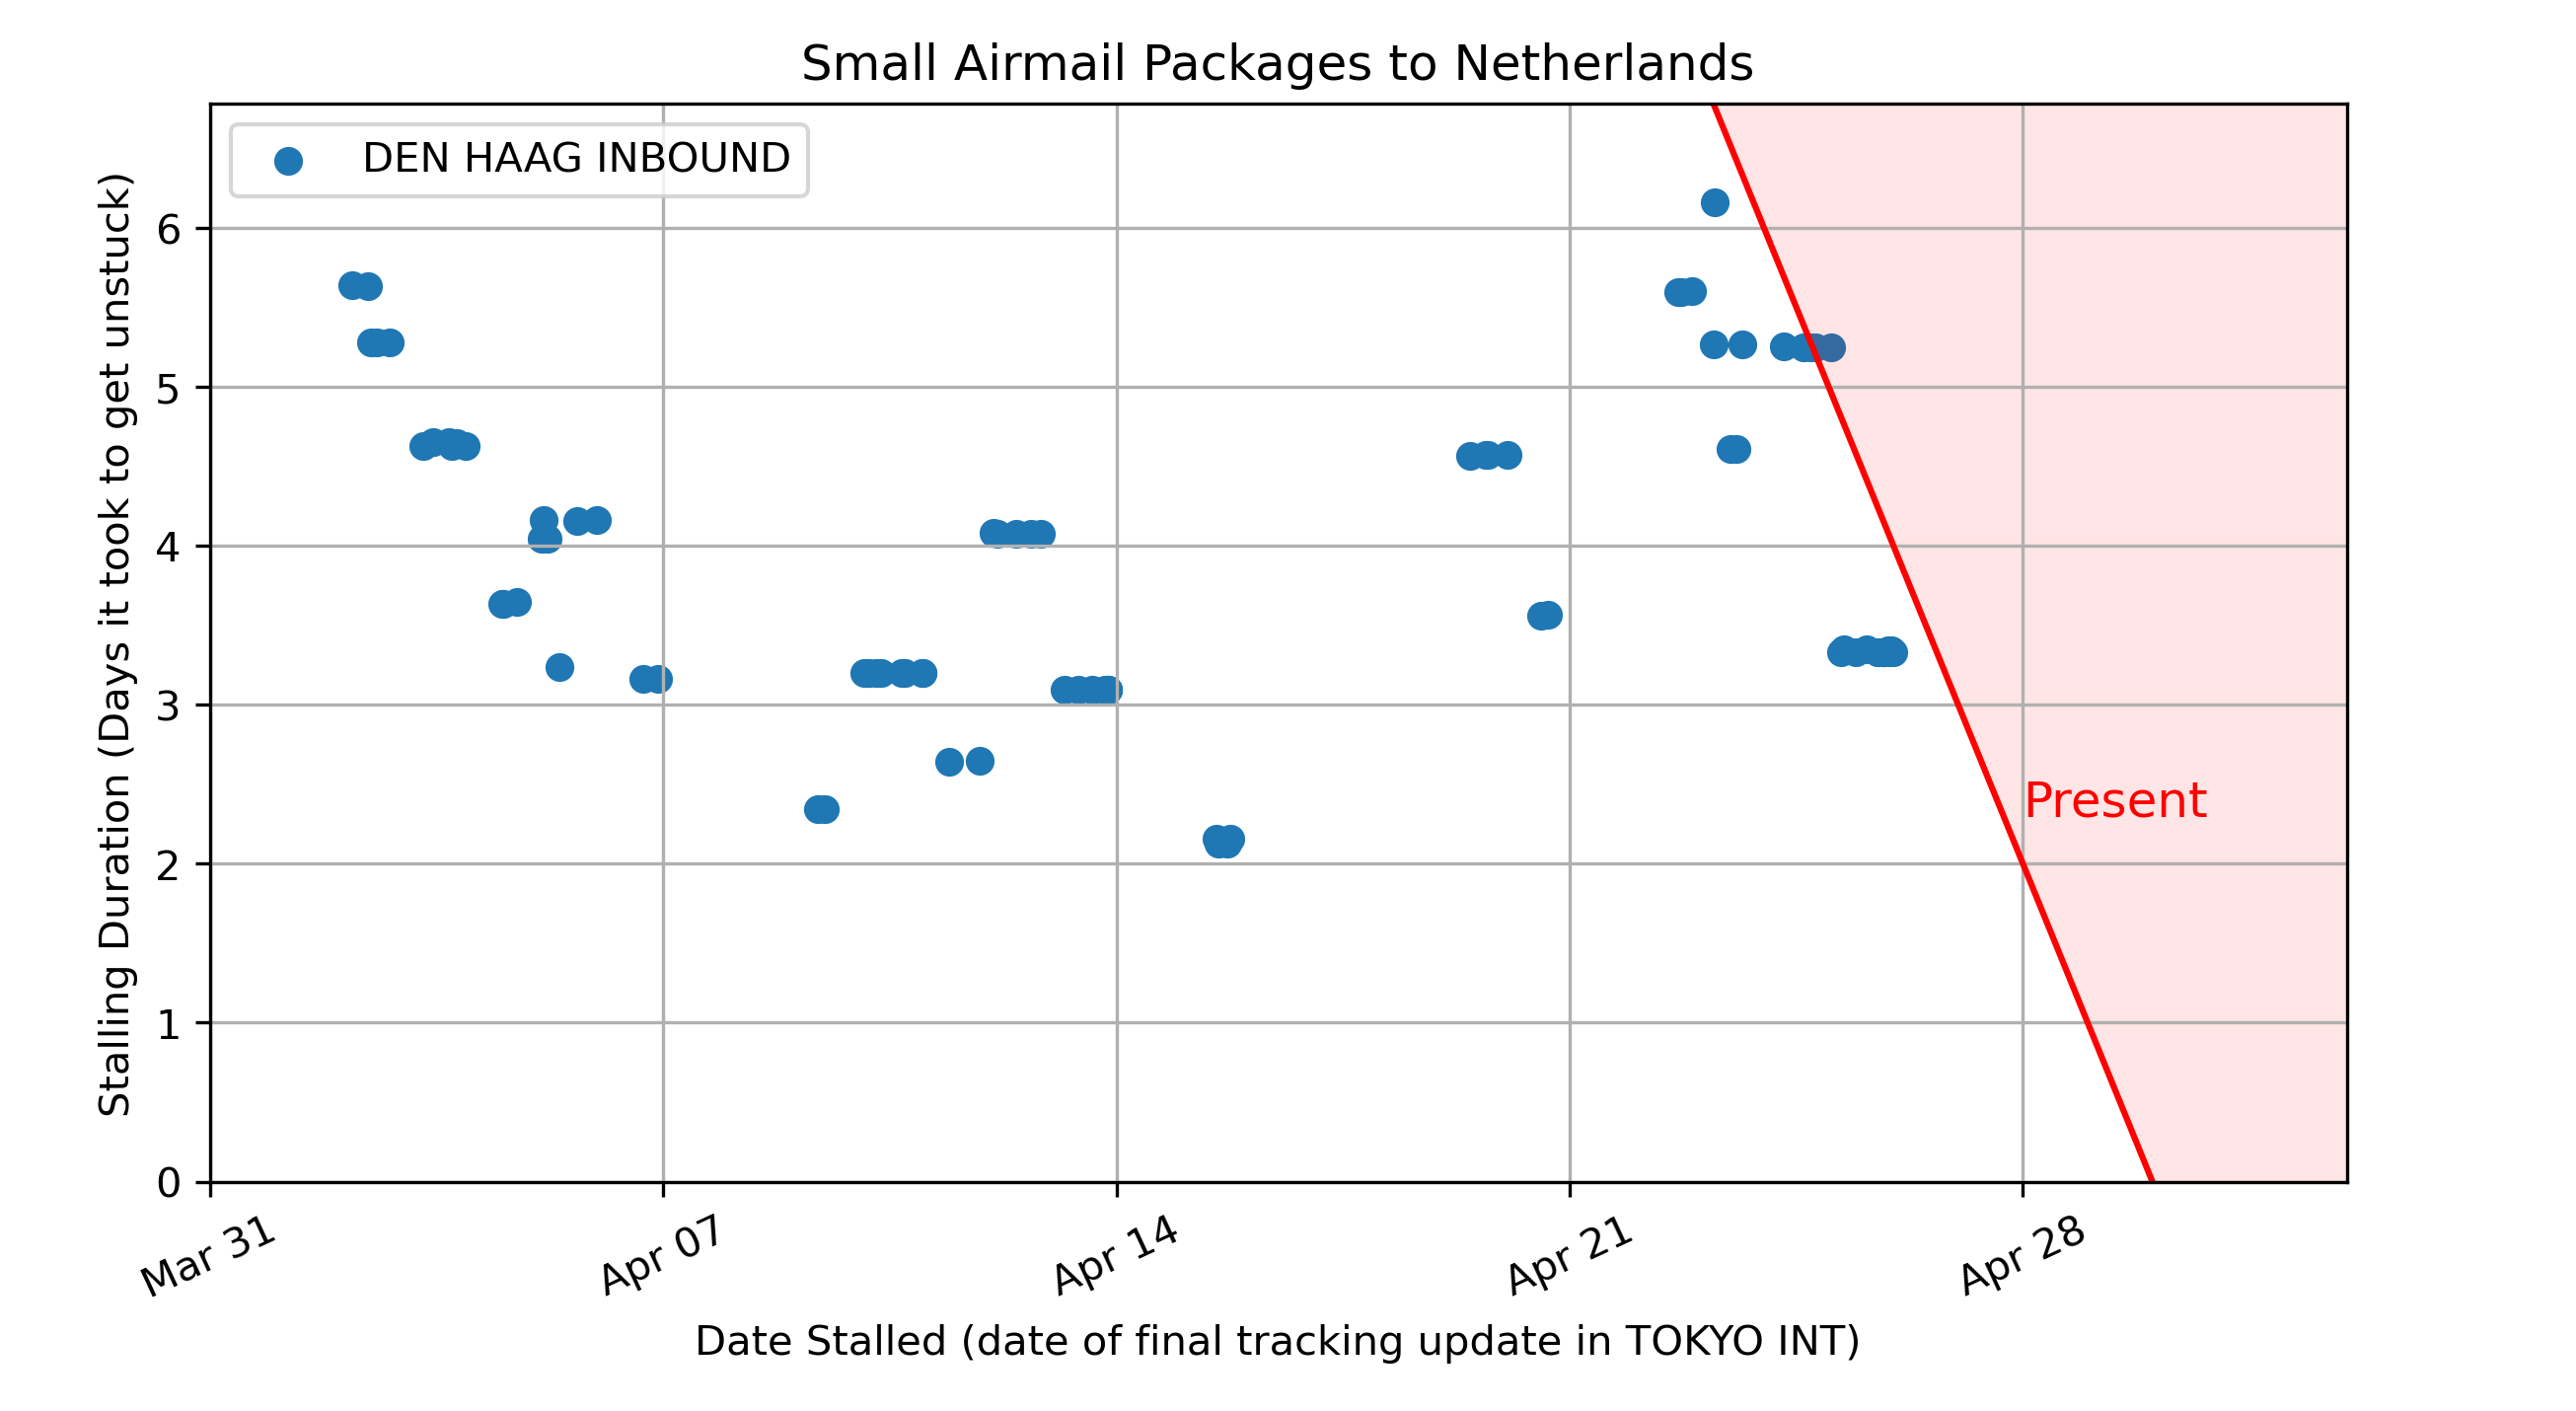 Small Airmail Packages to Netherlands
DEN HAAG INBOUND
Stalling Duration (Days it took to get unstuck)
6
5
4
3
2
1
0
Present
Mar 31
Apr 07
Apr 14
Apr 21
Apr 28
Date Stalled (date of final tracking update in TOKYO INT)